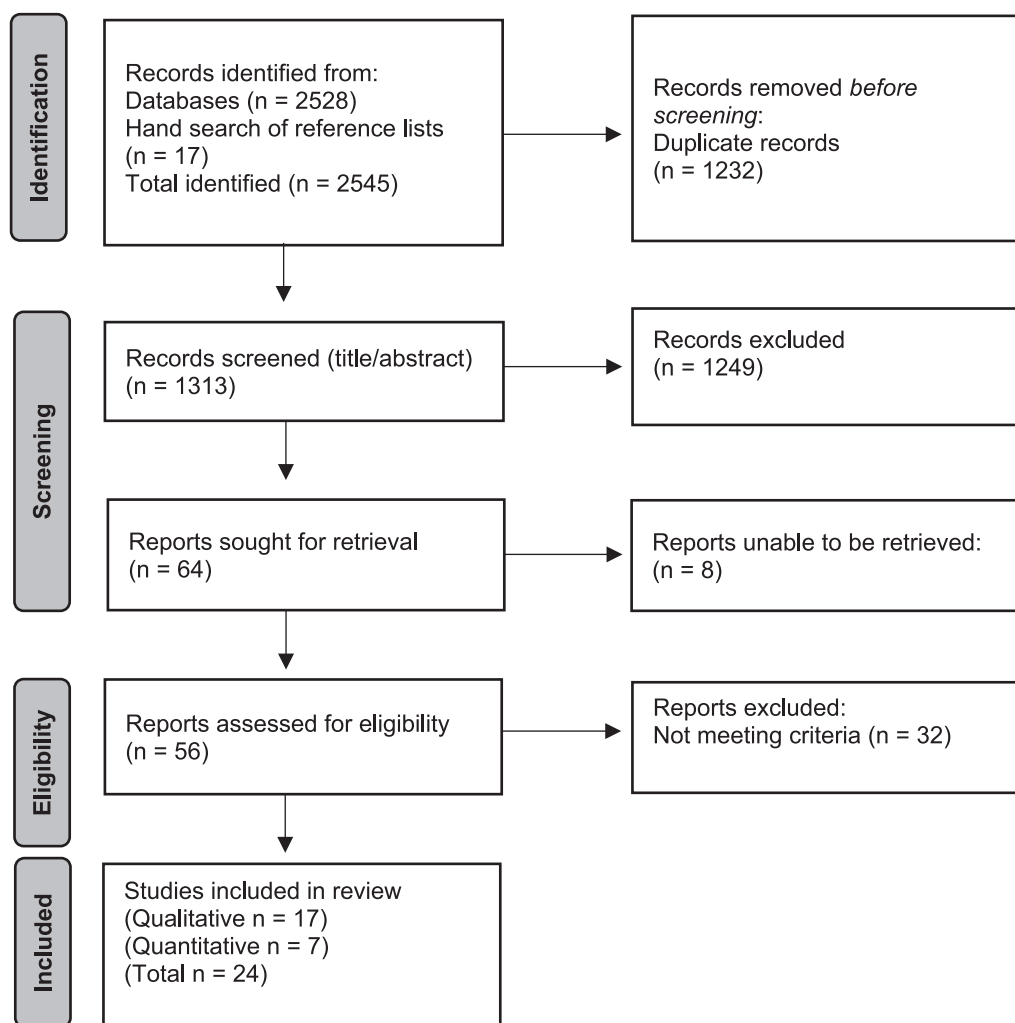 Identification
Records identified from:
Databases (n = 2528)
Hand search of reference lists
(n = 17)
Total identified (n = 2545)
Records removed before
screening:
Duplicate records
(n = 1232)
Screening
Records screened (title/abstract)
(n = 1313)
Records excluded
(n = 1249)
Reports sought for retrieval
(n = 64)
Reports unable to be retrieved:
(n = 8)
Eligibility
Reports assessed for eligibility
(n = 56)
Reports excluded:
Not meeting criteria (n = 32)
Included
Studies included in review
(Qualitative n = 17)
(Quantitative n = 7)
(Total n = 24)